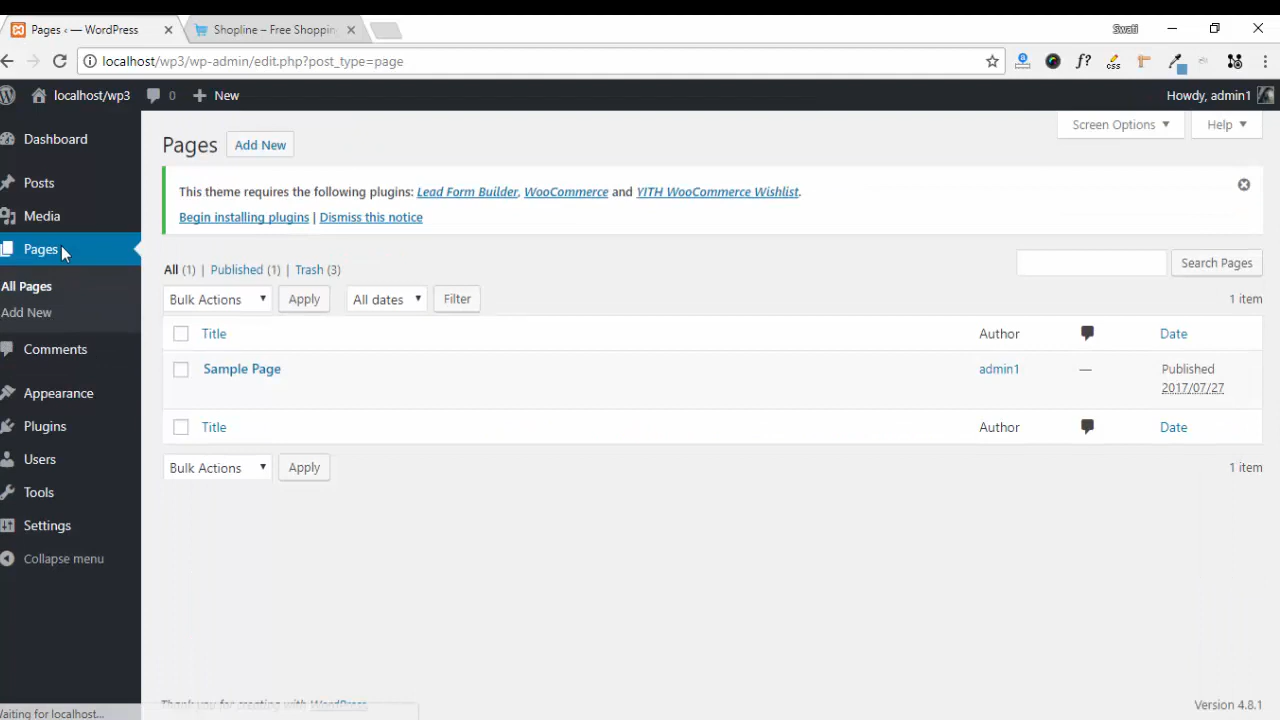 Pages ‹ — WordPress
Shopline – Free Shopping
Swati
localhost/wp3/wp-admin/edit.php?post_type=page
f?
css
localhost/wp3
0
New
Howdy, admin1
Dashboard
Posts
Media
Pages
All Pages
Add New
Comments
Appearance
Plugins
Users
Tools
Settings
Collapse menu
Screen Options
Help
Pages
Add New
This theme requires the following plugins: Lead Form Builder, WooCommerce and YITH WooCommerce Wishlist.
Begin installing plugins | Dismiss this notice
All (1) | Published (1) | Trash (3)
Search Pages
Bulk Actions
Apply
All dates
Filter
1 item
Title
Author
Date
Sample Page
admin1
—
Published
2017/07/27
Title
Author
Date
Bulk Actions
Apply
1 item
Thank you for creating with WordPress
Version 4.8.1
Waiting for localhost...